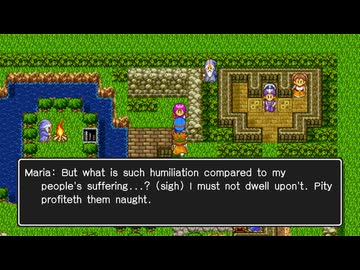 Maria: But what is such humiliation compared to my
people's suffering...? (sigh) I must not dwell upon't. Pity
profiteth them naught.